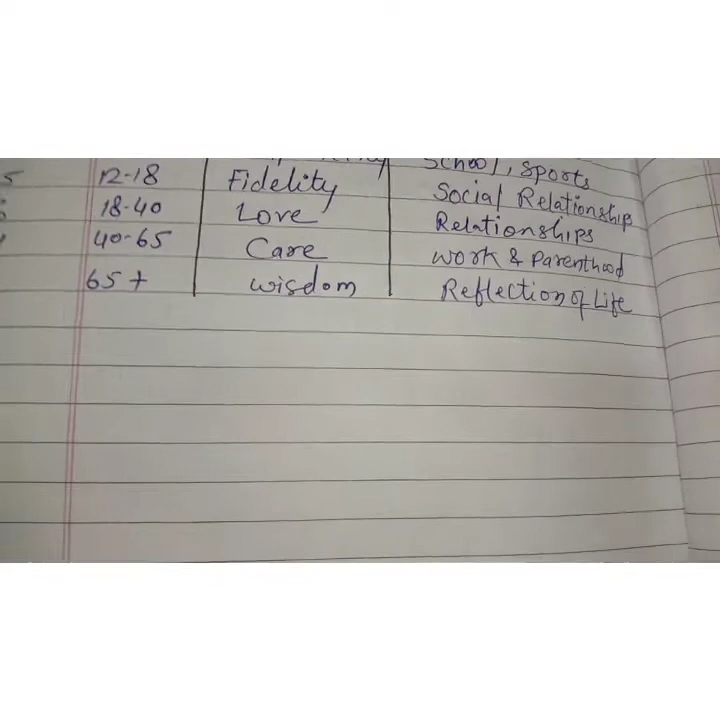 School, Sports
5 12-18 Fidelity Social Relationship
18-40 Love Relationships
40-65 Care Work & Parenthood
65+ Wisdom Reflection of Life